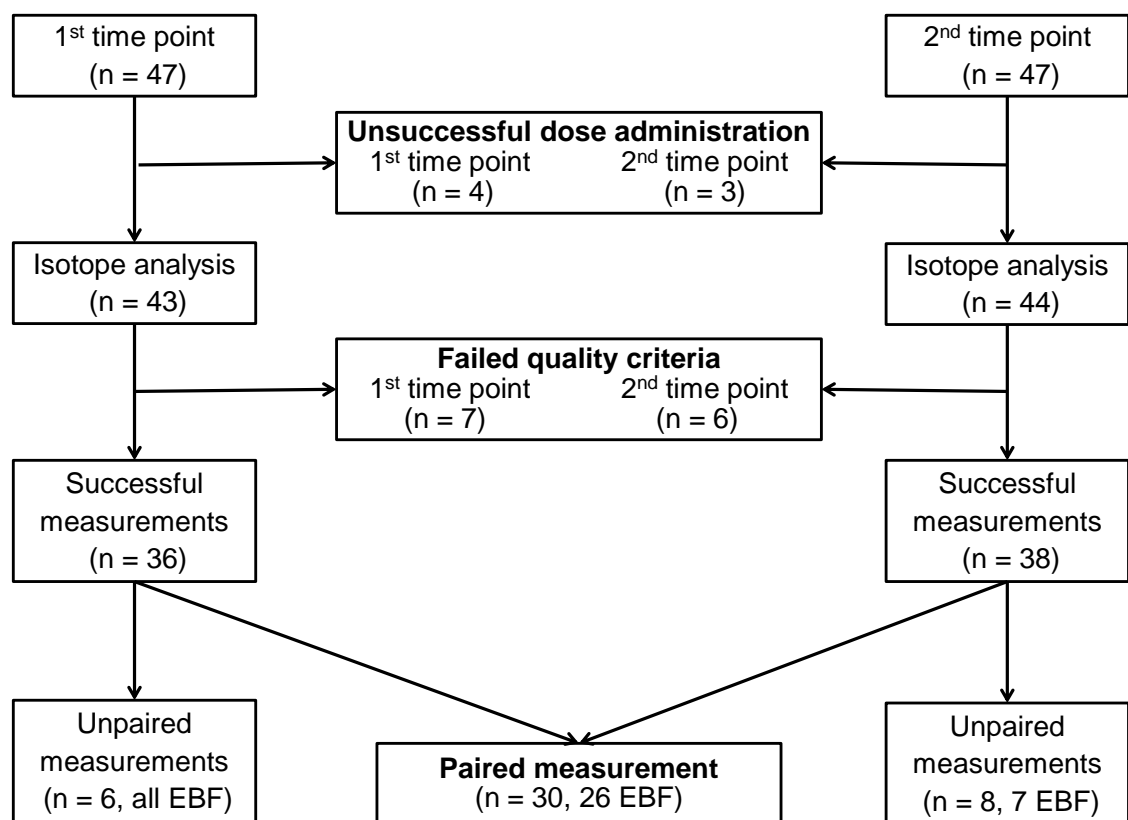 1st time point
(n = 47)
2nd time point
(n = 47)
Unsuccessful dose administration
1st time point 2nd time point
(n = 4) (n = 3)
Isotope analysis
(n = 43)
Isotope analysis
(n = 44)
Failed quality criteria
1st time point 2nd time point
(n = 7) (n = 6)
Successful
measurements
(n = 36)
Successful
measurements
(n = 38)
Unpaired
measurements
(n = 6, all EBF)
Paired measurement
(n = 30, 26 EBF)
Unpaired
measurements
(n = 8, 7 EBF)